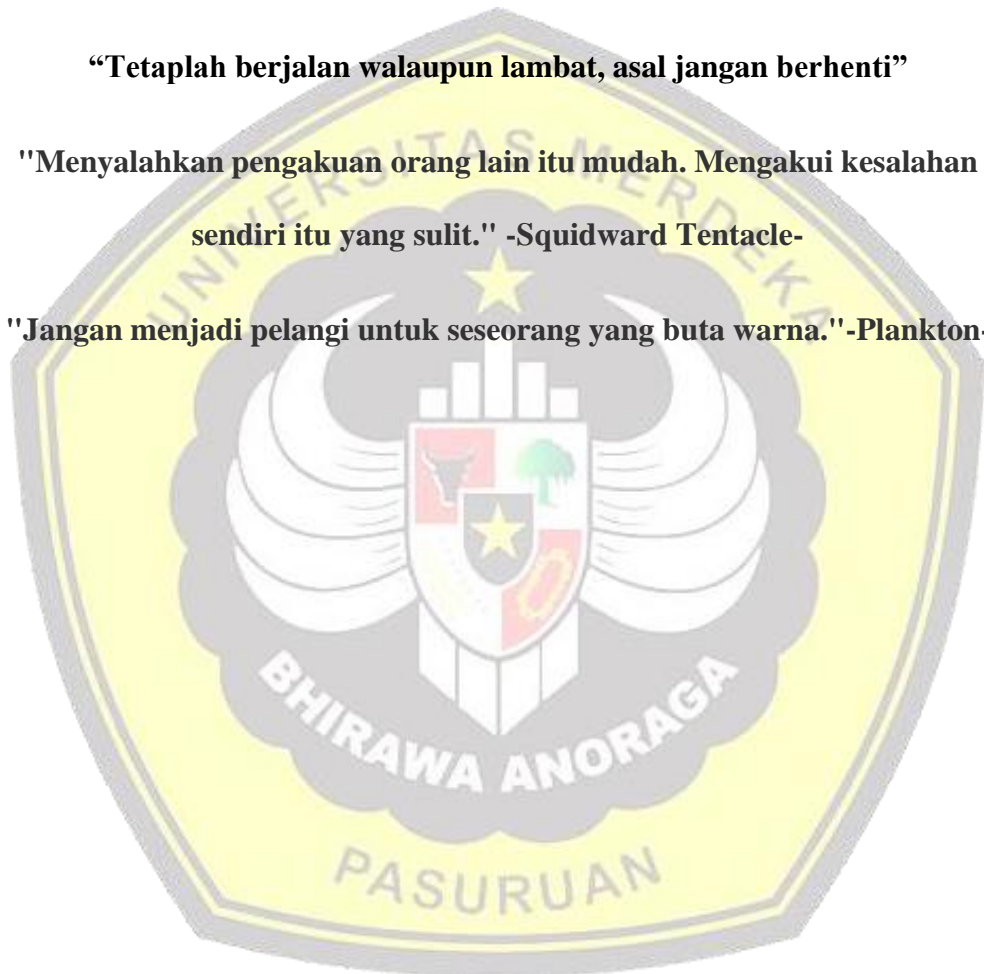 “Tetaplah berjalan walaupun lambat, asal jangan berhenti”
"Menyalahkan pengakuan orang lain itu mudah. Mengakui kesalahan
sendiri itu yang sulit." -Squidward Tentacle-
"Jangan menjadi pelangi untuk seseorang yang buta warna."-Plankton-
UNIVERSITAS MERDEKA
BHIRAWA ANORAGA
PASURUAN